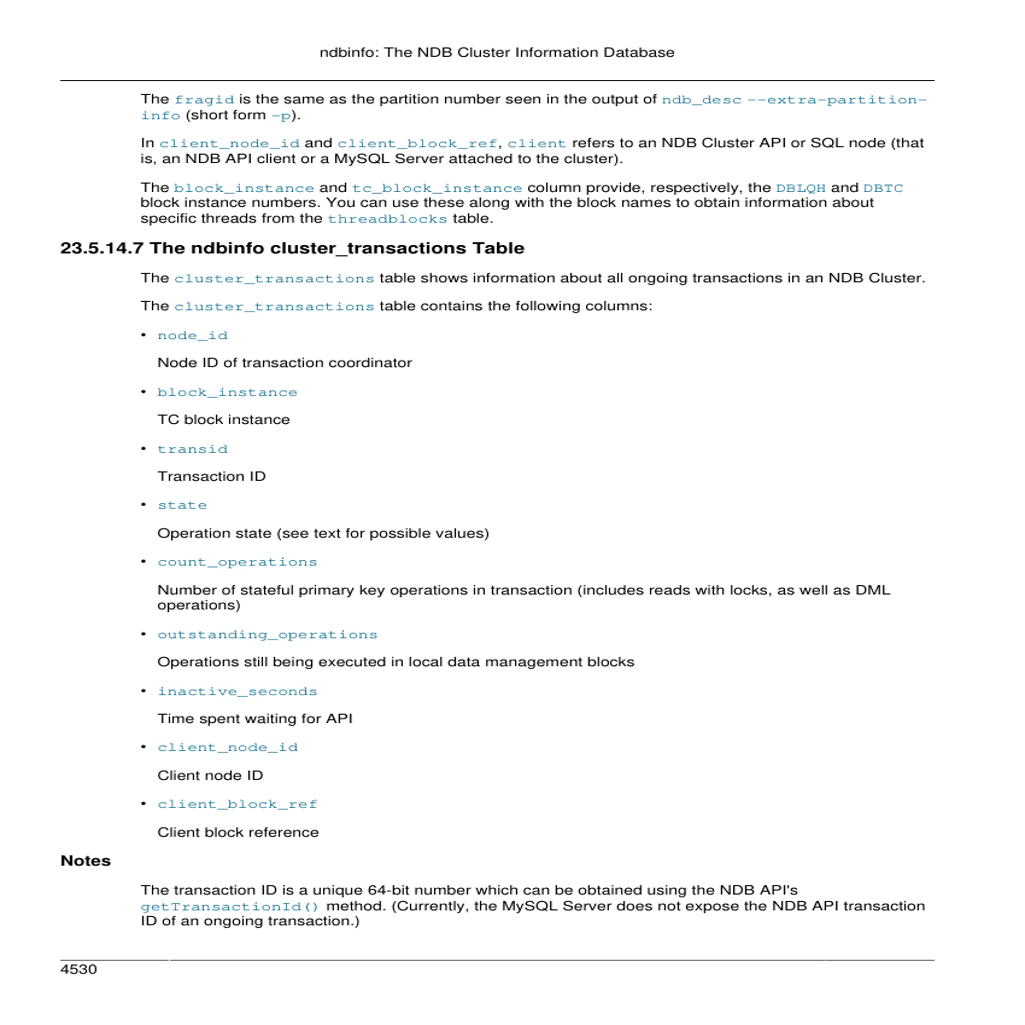 ndbinfo: The NDB Cluster Information Database
The fragid is the same as the partition number seen in the output of ndb_desc --extra-partition-
info (short form -p).
In client_node_id and client_block_ref, client refers to an NDB Cluster API or SQL node (that
is, an NDB API client or a MySQL Server attached to the cluster).
The block_instance and tc_block_instance column provide, respectively, the DBLQH and DBTC
block instance numbers. You can use these along with the block names to obtain information about
specific threads from the threadblocks table.
23.5.14.7 The ndbinfo cluster_transactions Table
The cluster_transactions table shows information about all ongoing transactions in an NDB Cluster.
The cluster_transactions table contains the following columns:
• node_id
Node ID of transaction coordinator
• block_instance
TC block instance
• transid
Transaction ID
• state
Operation state (see text for possible values)
• count_operations
Number of stateful primary key operations in transaction (includes reads with locks, as well as DML
operations)
• outstanding_operations
Operations still being executed in local data management blocks
• inactive_seconds
Time spent waiting for API
• client_node_id
Client node ID
• client_block_ref
Client block reference
Notes
The transaction ID is a unique 64-bit number which can be obtained using the NDB API's
getTransactionId() method. (Currently, the MySQL Server does not expose the NDB API transaction
ID of an ongoing transaction.)
4530